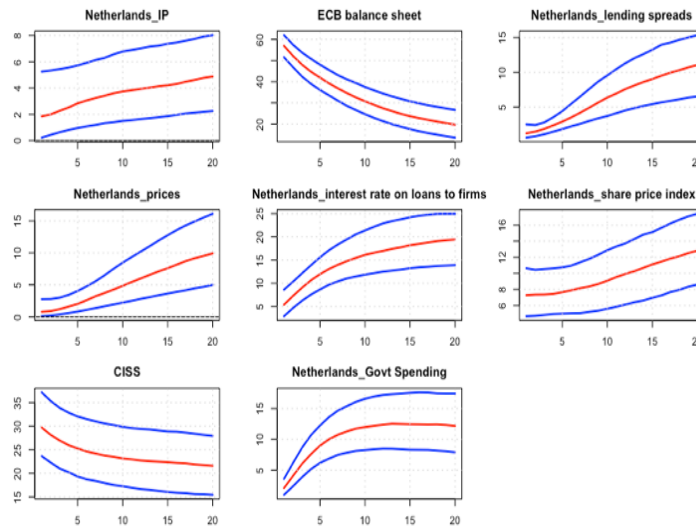 Netherlands_IP
0 2 4 6 8
5 10 15 20
ECB balance sheet
20 40 60
5 10 15 20
Netherlands_lending spreads
5 10 15
5 10 15 20
Netherlands_prices
0 5 10 15
5 10 15 20
Netherlands_interest rate on loans to firms
5 10 15 20 25
5 10 15 20
Netherlands_share price index
6 8 12 16
5 10 15 20
CISS
15 20 25 30 35
5 10 15 20
Netherlands_Govt Spending
5 10 15
5 10 15 20